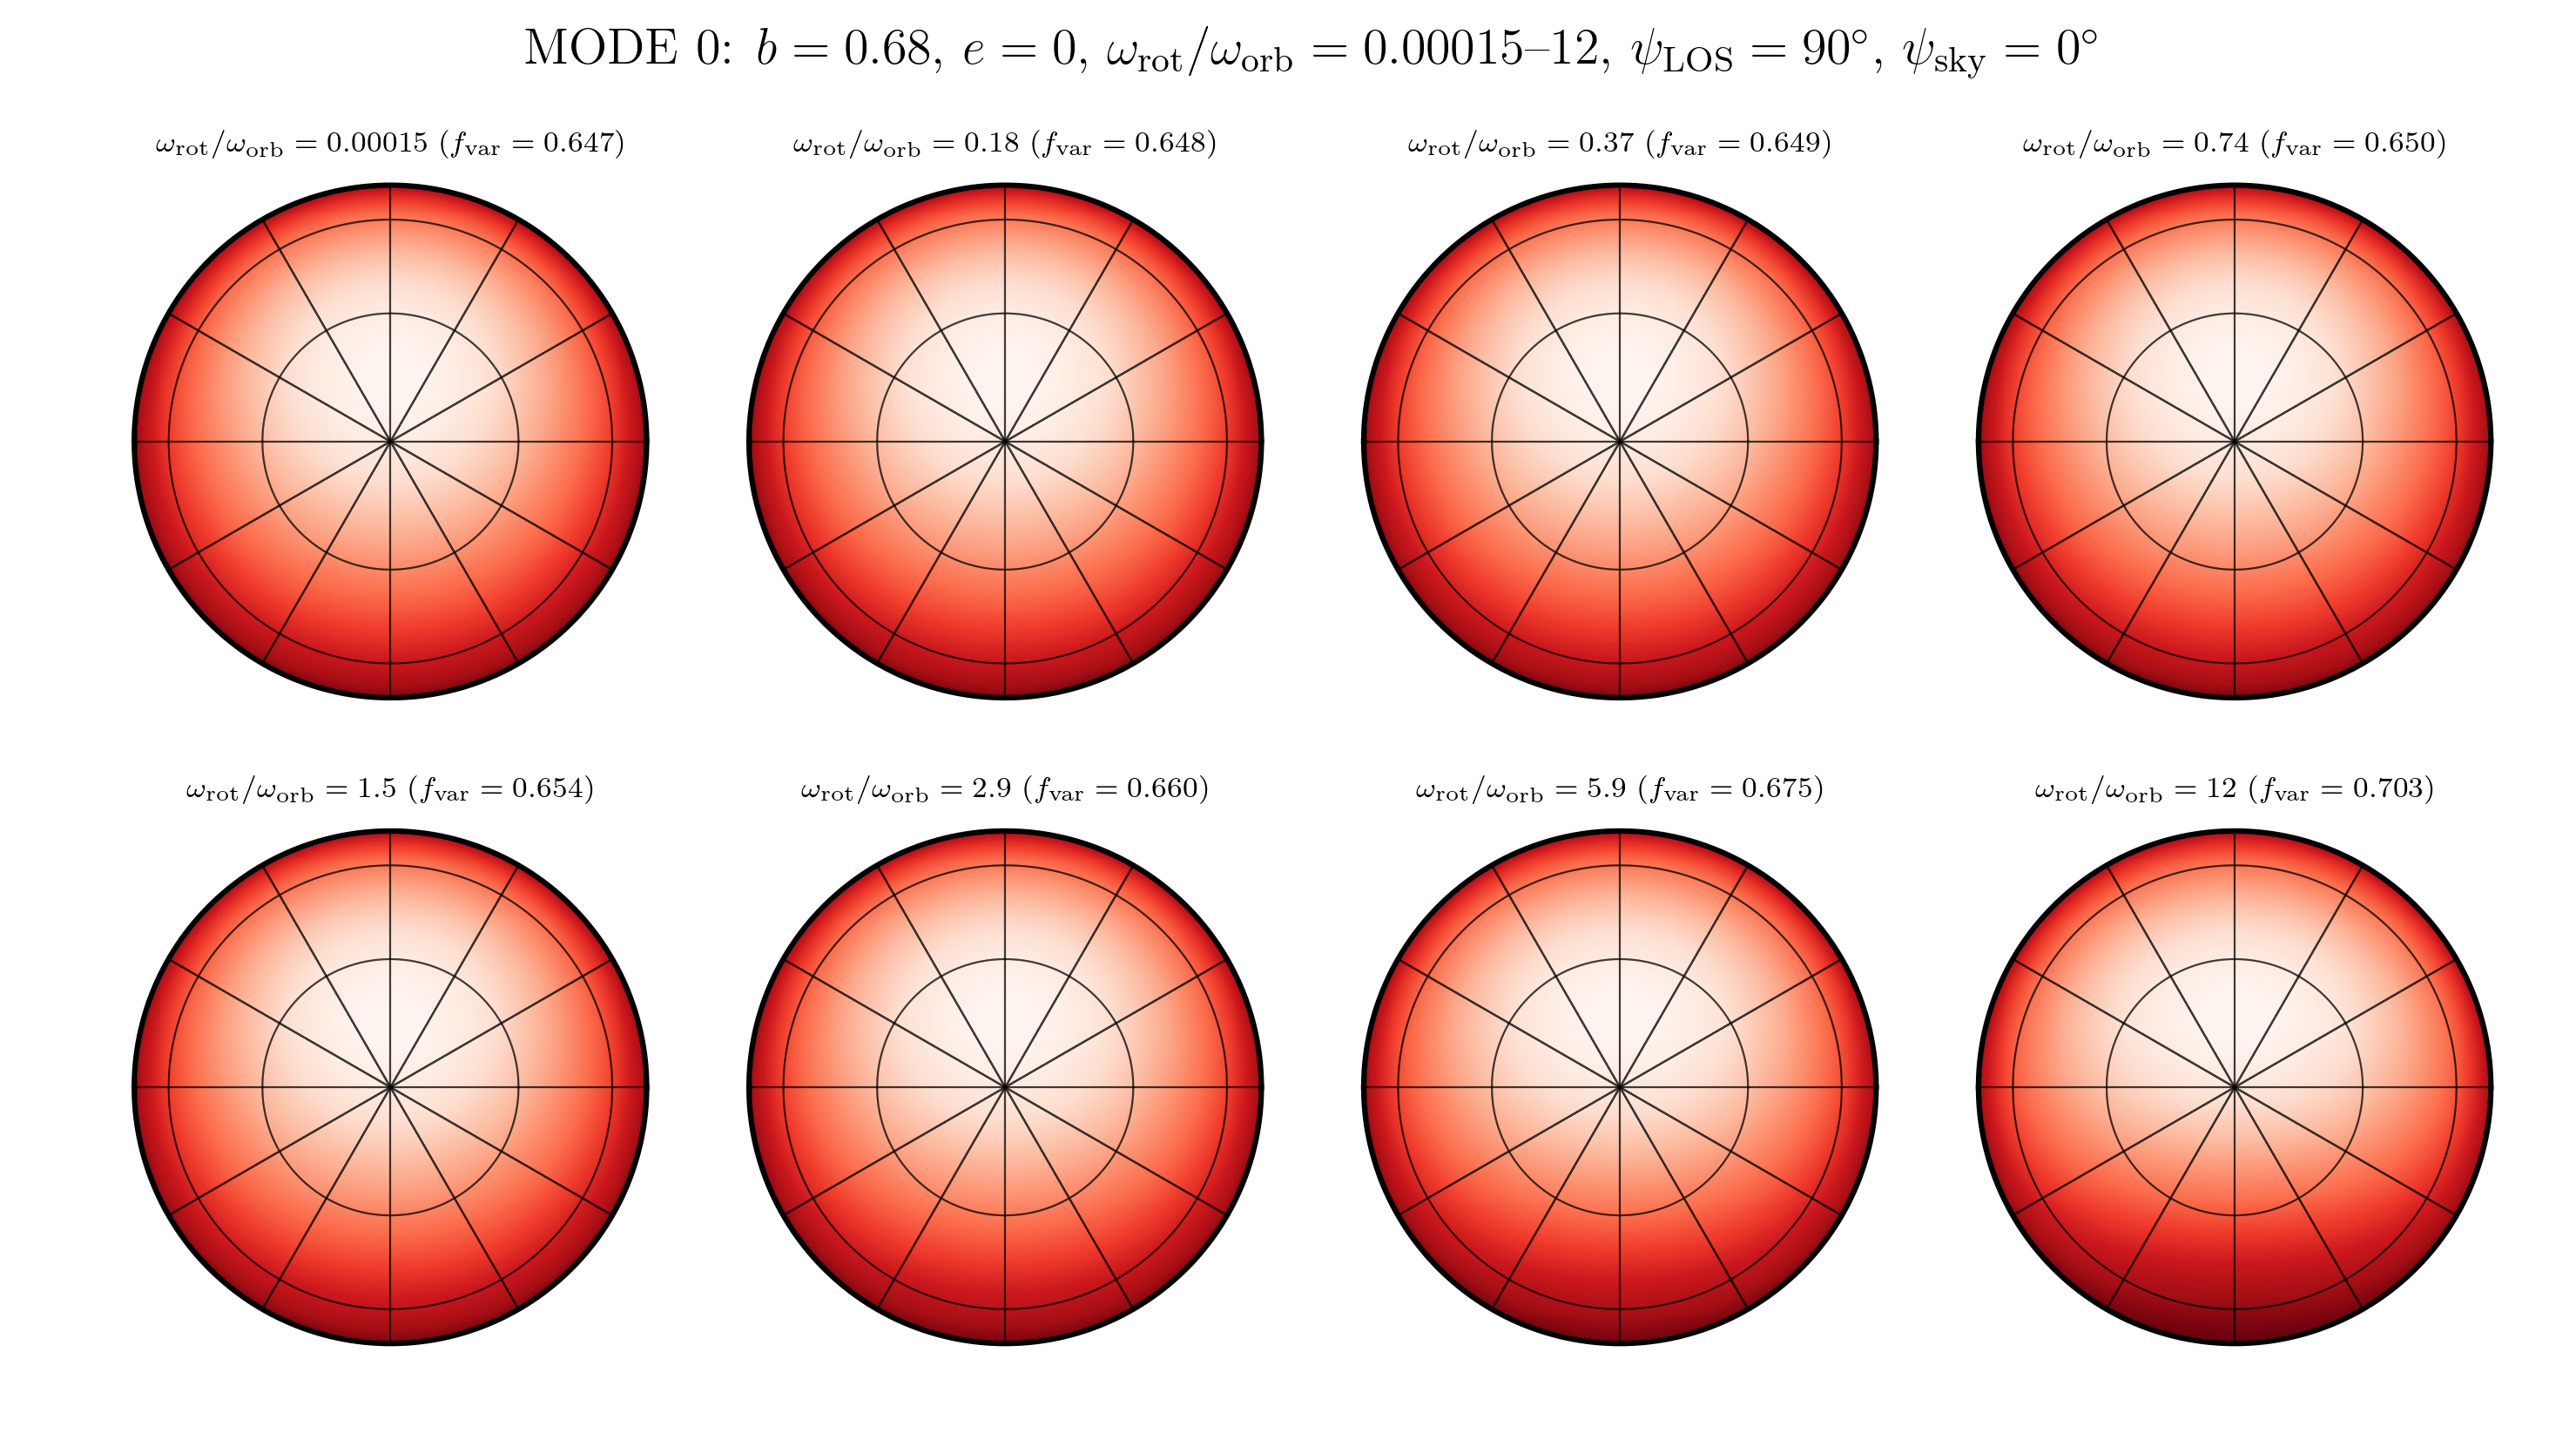 MODE 0: b = 0.68, e = 0, ω_rot/ω_orb = 0.00015–12, ψ_LOS = 90°, ψ_sky = 0°
ω_rot/ω_orb = 0.00015 (f_var = 0.647)
ω_rot/ω_orb = 0.18 (f_var = 0.648)
ω_rot/ω_orb = 0.37 (f_var = 0.649)
ω_rot/ω_orb = 0.74 (f_var = 0.650)
ω_rot/ω_orb = 1.5 (f_var = 0.654)
ω_rot/ω_orb = 2.9 (f_var = 0.660)
ω_rot/ω_orb = 5.9 (f_var = 0.675)
ω_rot/ω_orb = 12 (f_var = 0.703)